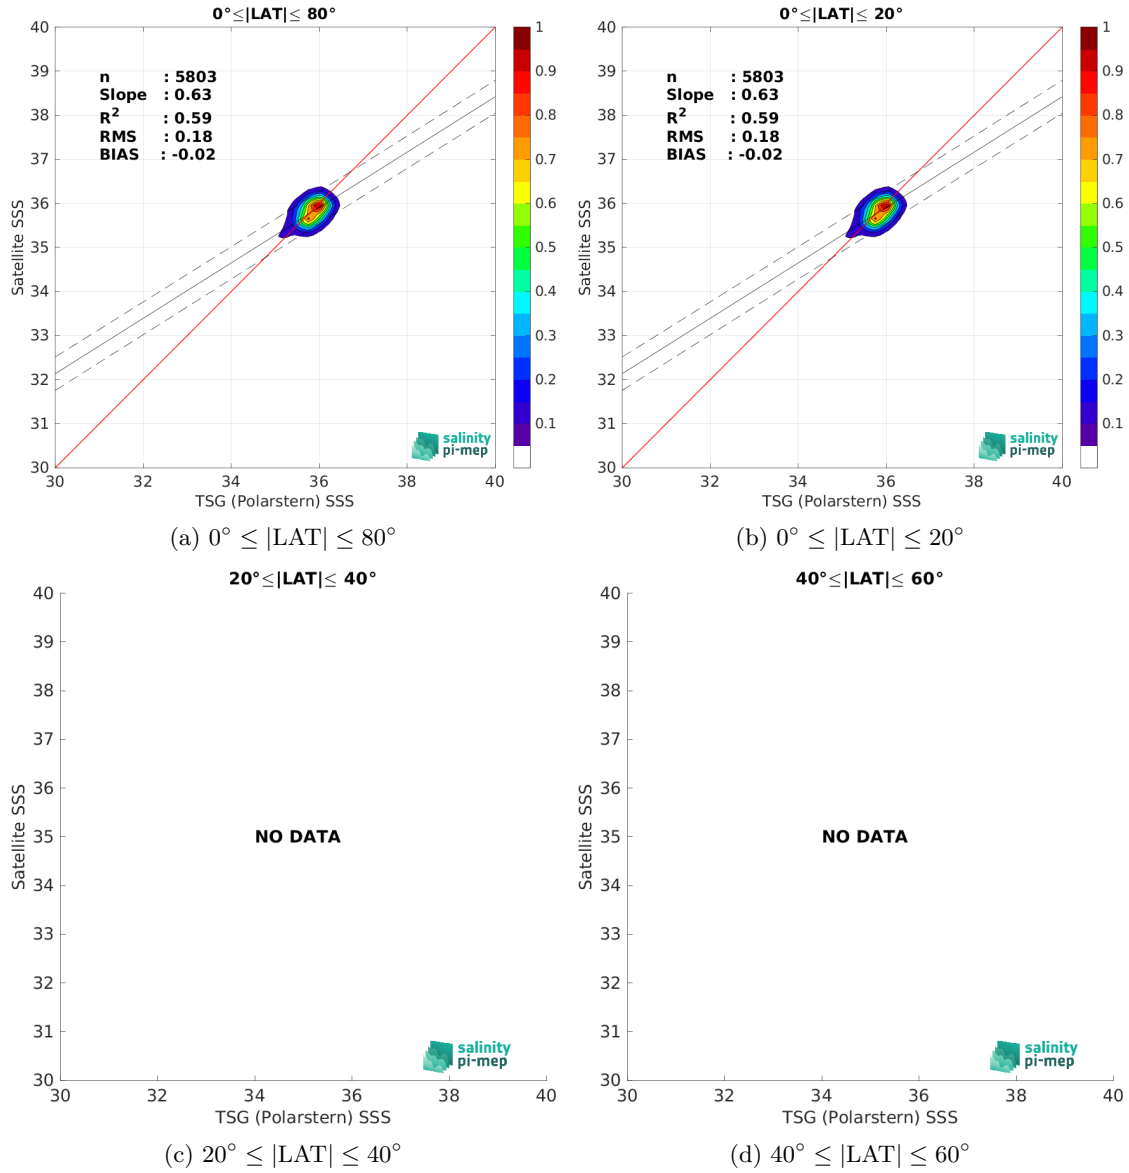 0°≤|LAT|≤ 80°
40
39
38
37
36
35
34
33
32
31
30
Satellite SSS
n : 5803
Slope : 0.63
R² : 0.59
RMS : 0.18
BIAS : -0.02
salinity
pi-mep
30 32 34 36 38 40
TSG (Polarstern) SSS
1
0.9
0.8
0.7
0.6
0.5
0.4
0.3
0.2
0.1
(a) 0° ≤ |LAT| ≤ 80°
0°≤|LAT|≤ 20°
40
39
38
37
36
35
34
33
32
31
30
Satellite SSS
n : 5803
Slope : 0.63
R² : 0.59
RMS : 0.18
BIAS : -0.02
salinity
pi-mep
30 32 34 36 38 40
TSG (Polarstern) SSS
1
0.9
0.8
0.7
0.6
0.5
0.4
0.3
0.2
0.1
(b) 0° ≤ |LAT| ≤ 20°
20°≤|LAT|≤ 40°
40
39
38
37
36
35
34
33
32
31
30
Satellite SSS
NO DATA
salinity
pi-mep
30 32 34 36 38 40
TSG (Polarstern) SSS
(c) 20° ≤ |LAT| ≤ 40°
40°≤|LAT|≤ 60°
40
39
38
37
36
35
34
33
32
31
30
Satellite SSS
NO DATA
salinity
pi-mep
30 32 34 36 38 40
TSG (Polarstern) SSS
(d) 40° ≤ |LAT| ≤ 60°